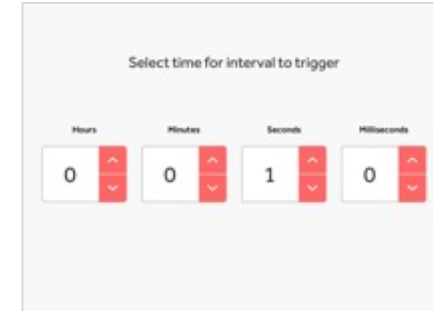 Select time for interval to trigger
Hours Minutes Seconds Milliseconds
0 0 1 0